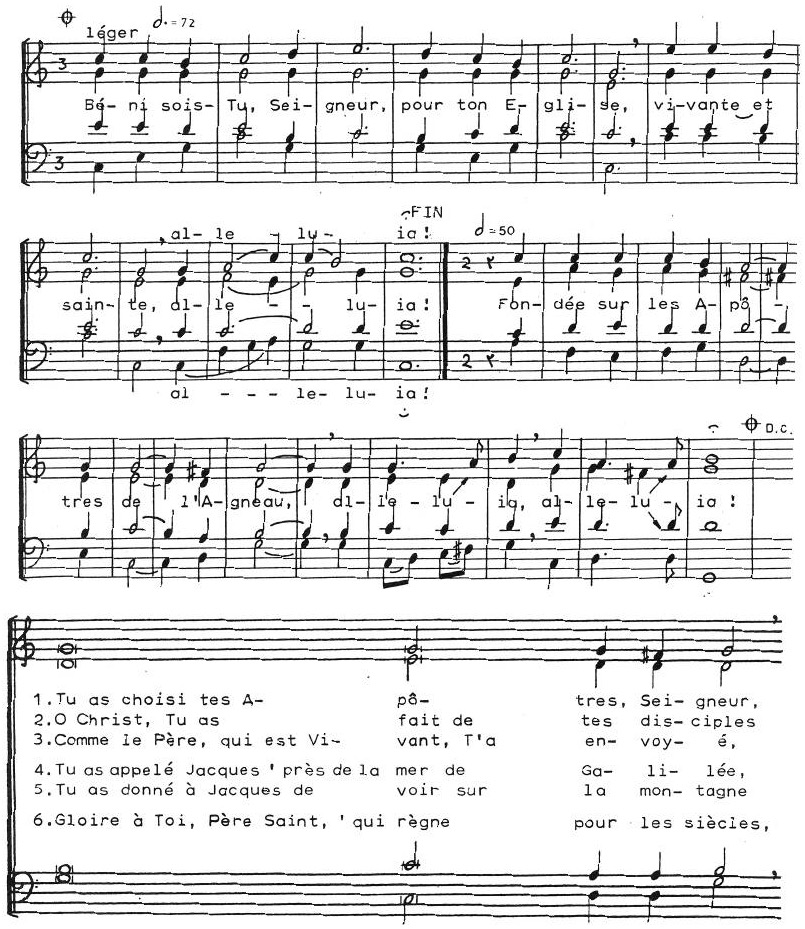 léger = 72
3
Bé- ni sois- Tu, Sei- gneur, pour ton E- gli- se, vi-vante et
3
al- le - lu- ia! FIN = 50
2
sain- te, al- le - - lu- ia! Fon- dée sur les A- pô -
2
al - - - le- lu- ia!
D.C.
tres de l'A- gneau, al- le - lu - ia, al- le- lu - ia !
1.Tu as choisi tes A- pô- tres, Sei- gneur,
2.O Christ, Tu as fait de tes dis- ciples
3.Comme le Père, qui est Vi- vant, T'a en- voy- é,
4.Tu as appelé Jacques ' près de la mer de Ga- li- lée,
5.Tu as donné à Jacques de voir sur la mon- tagne
6.Gloire à Toi, Père Saint, ' qui règne pour les siècles,